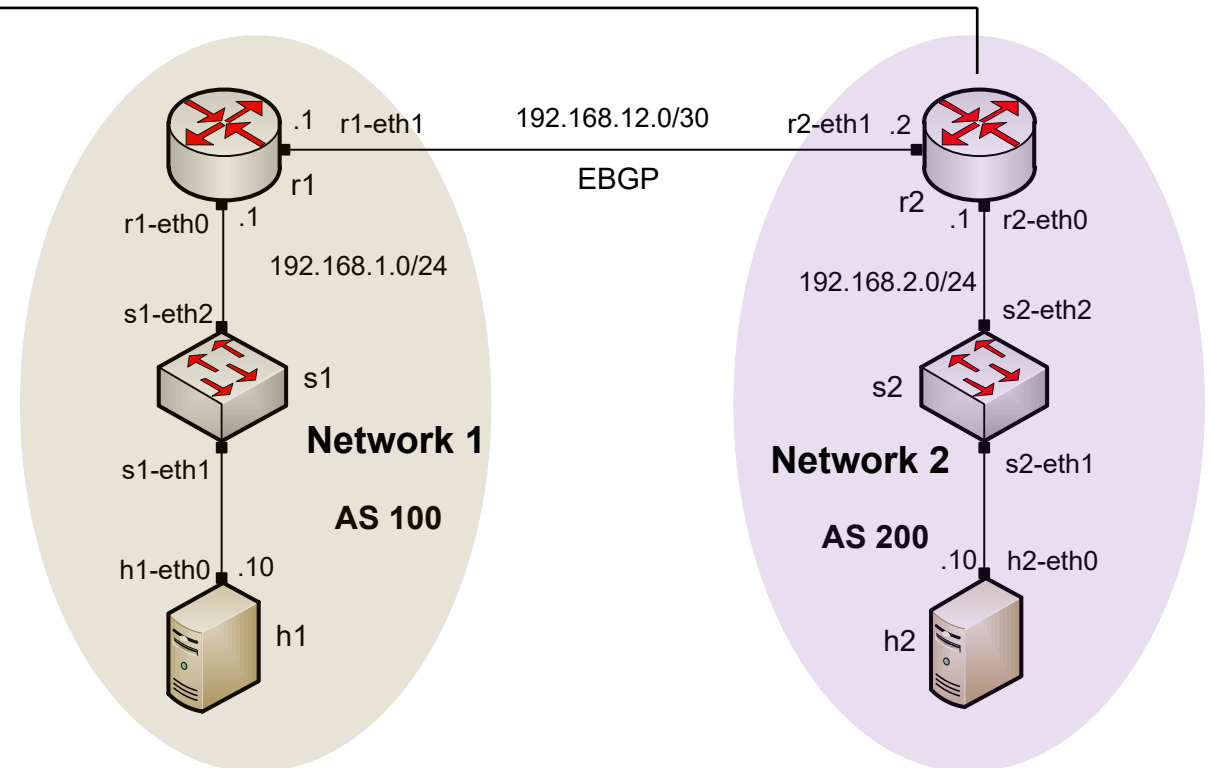 .1 r1-eth1 192.168.12.0/30 r2-eth1 .2
EBGP
r1
r2
r1-eth0 .1
.1 r2-eth0
192.168.1.0/24
192.168.2.0/24
s1-eth2
s2-eth2
s1
s2
Network 1
Network 2
s1-eth1
s2-eth1
AS 100
AS 200
h1-eth0 .10
.10 h2-eth0
h1
h2